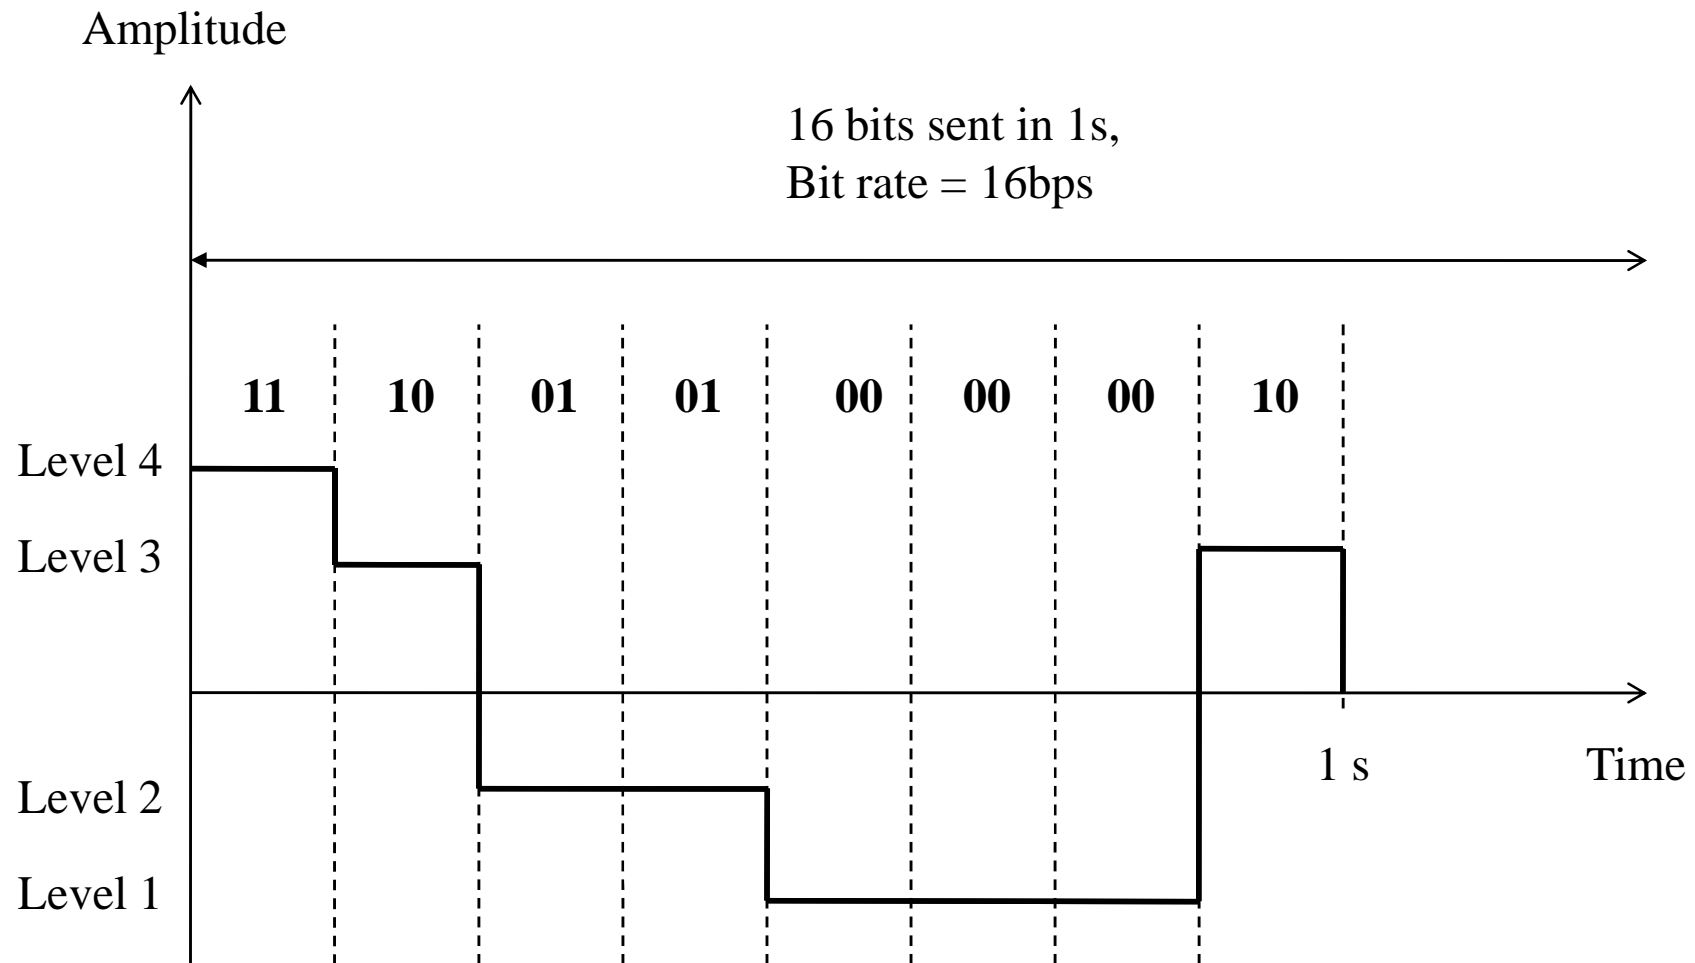 Amplitude
16 bits sent in 1s,
Bit rate = 16bps
11 10 01 01 00 00 00 10
Level 4
Level 3
1 s Time
Level 2
Level 1